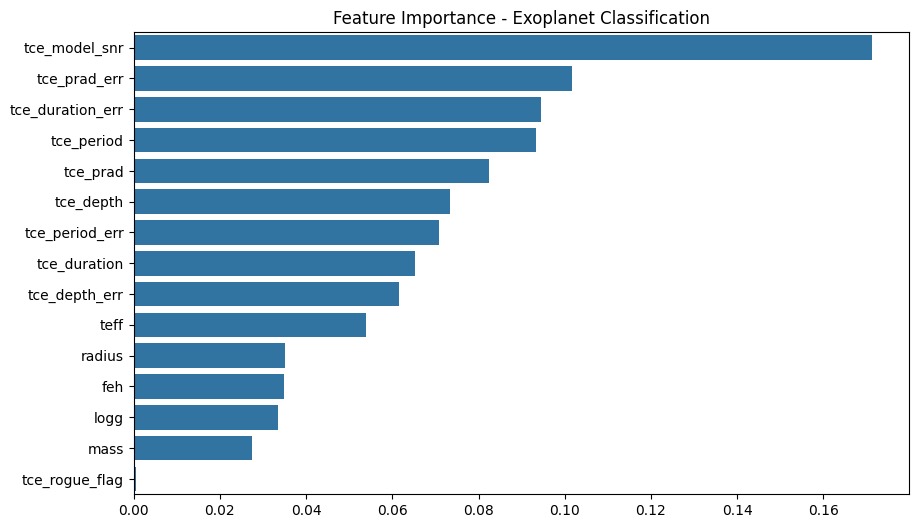 Feature Importance - Exoplanet Classification
tce_model_snr
tce_prad_err
tce_duration_err
tce_period
tce_prad
tce_depth
tce_period_err
tce_duration
tce_depth_err
teff
radius
feh
logg
mass
tce_rogue_flag
0.00 0.02 0.04 0.06 0.08 0.10 0.12 0.14 0.16